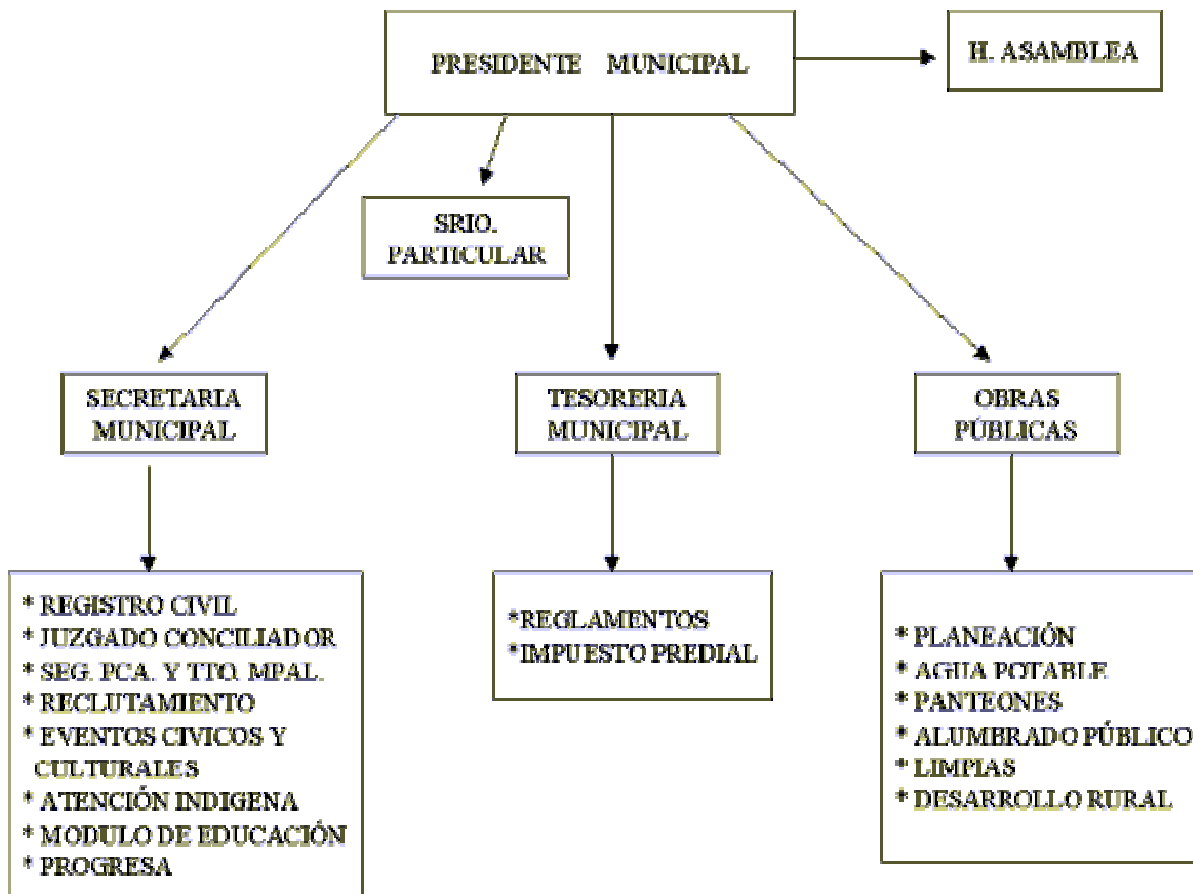 PRESIDENTE MUNICIPAL
H. ASAMBLEA
SRIO.
PARTICULAR
SECRETARIA
MUNICIPAL
TESORERIA
MUNICIPAL
OBRAS
PÚBLICAS
* REGISTRO CIVIL
* JUZGADO CONCILIADOR
* SEG. PCA. Y TTO. MPAL.
* RECLUTAMIENTO
* EVENTOS CIVICOS Y
CULTURALES
* ATENCIÓN INDIGENA
* MODULO DE EDUCACIÓN
* PROGRESA
*REGLAMENTOS
*IMPUESTO PREDIAL
* PLANEACIÓN
* AGUA POTABLE
* PANTEONES
* ALUMBRADO PÚBLICO
* LIMPIAS
* DESARROLLO RURAL